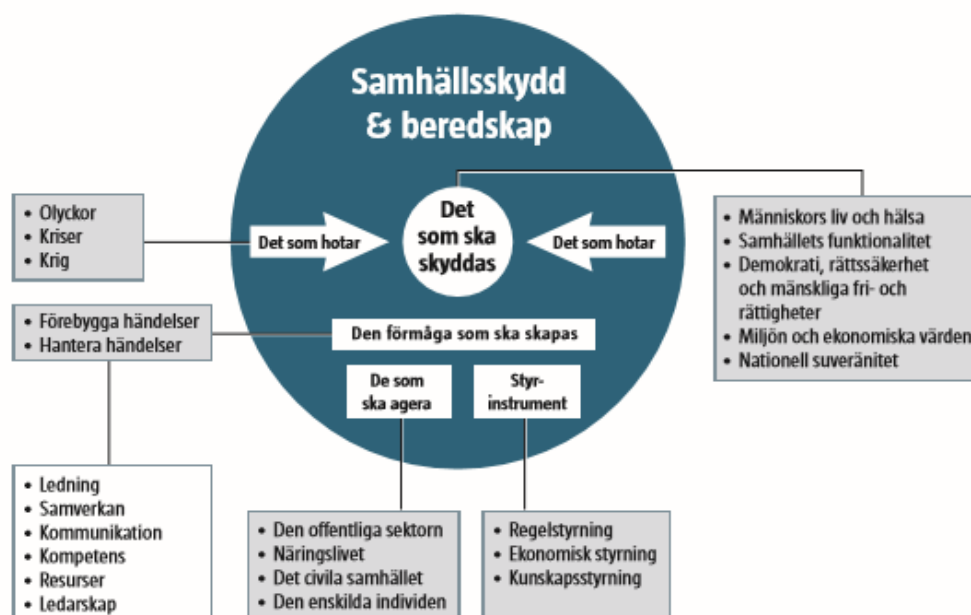 Samhällsskydd
& beredskap
• Olyckor
• Kriser
• Krig
Det som hotar
Det
som ska
skyddas
Det som hotar
• Människors liv och hälsa
• Samhällets funktionalitet
• Demokrati, rättssäkerhet
och mänskliga fri- och
rättigheter
• Miljön och ekonomiska värden
• Nationell suveränitet
• Förebygga händelser
• Hantera händelser
Den förmåga som ska skapas
De som
ska agera
Styr-
instrument
• Ledning
• Samverkan
• Kommunikation
• Kompetens
• Resurser
• Ledarskap
• Den offentliga sektorn
• Näringslivet
• Det civila samhället
• Den enskilda individen
• Regelstyrning
• Ekonomisk styrning
• Kunskapsstyrning